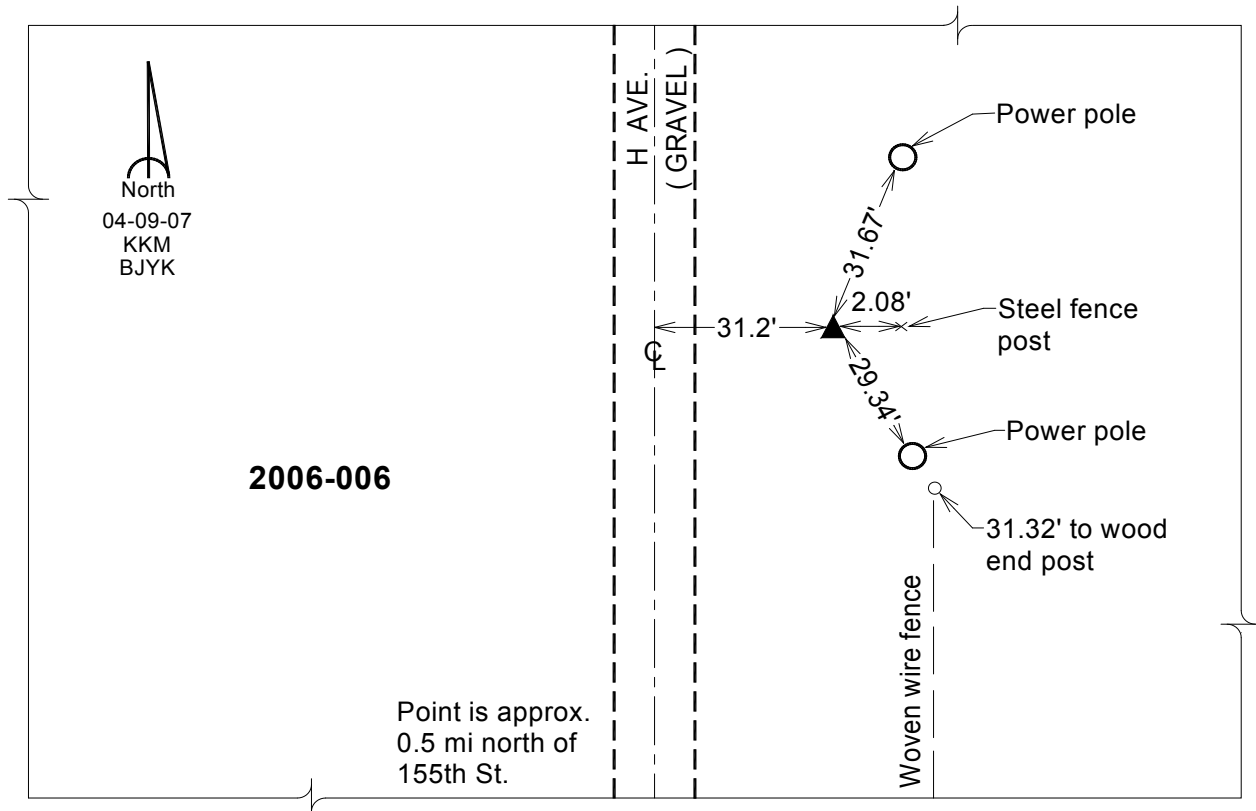 H AVE.
( GRAVEL )
Power pole
North
04-09-07
KKM
BJYK
31.67'
2.08'
Steel fence
post
31.2'
CL
29.34'
Power pole
2006-006
31.32' to wood
end post
Woven wire fence
Point is approx.
0.5 mi north of
155th St.